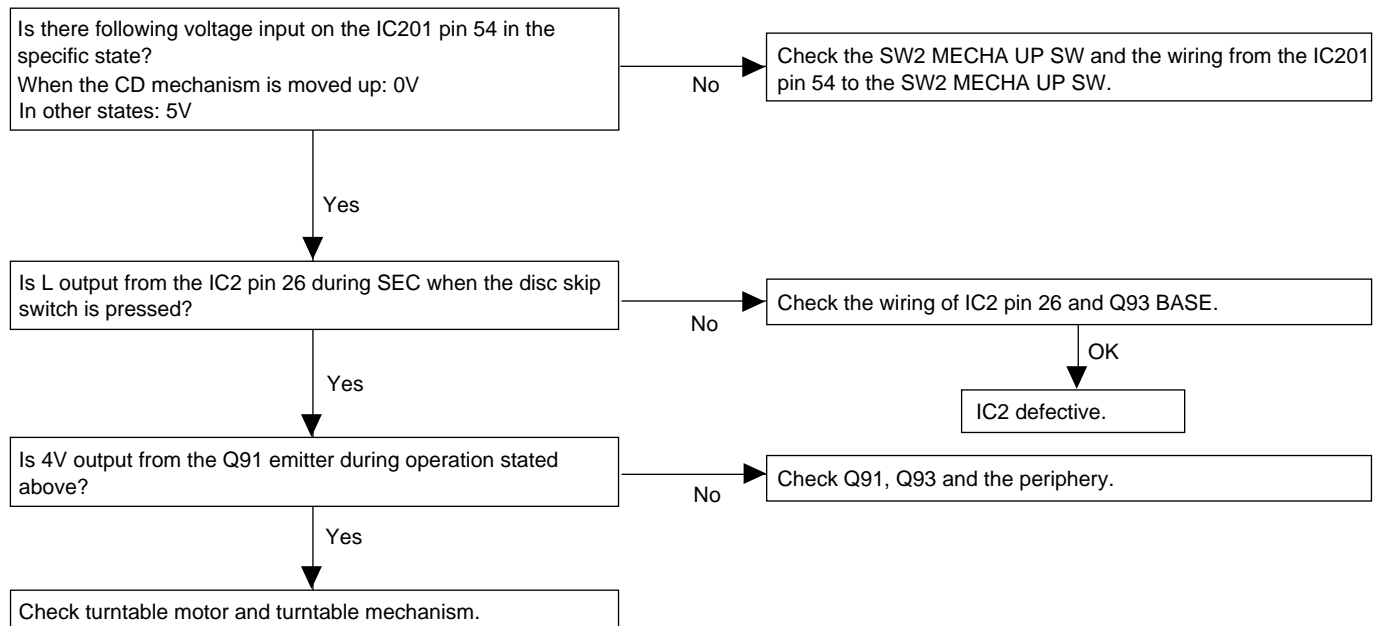 Is there following voltage input on the IC201 pin 54 in the
specific state?
When the CD mechanism is moved up: 0V
In other states: 5V
No
Check the SW2 MECHA UP SW and the wiring from the IC201
pin 54 to the SW2 MECHA UP SW.
Yes
Is L output from the IC2 pin 26 during SEC when the disc skip
switch is pressed?
No
Check the wiring of IC2 pin 26 and Q93 BASE.
OK
IC2 defective.
Yes
Is 4V output from the Q91 emitter during operation stated
above?
No
Check Q91, Q93 and the periphery.
Yes
Check turntable motor and turntable mechanism.